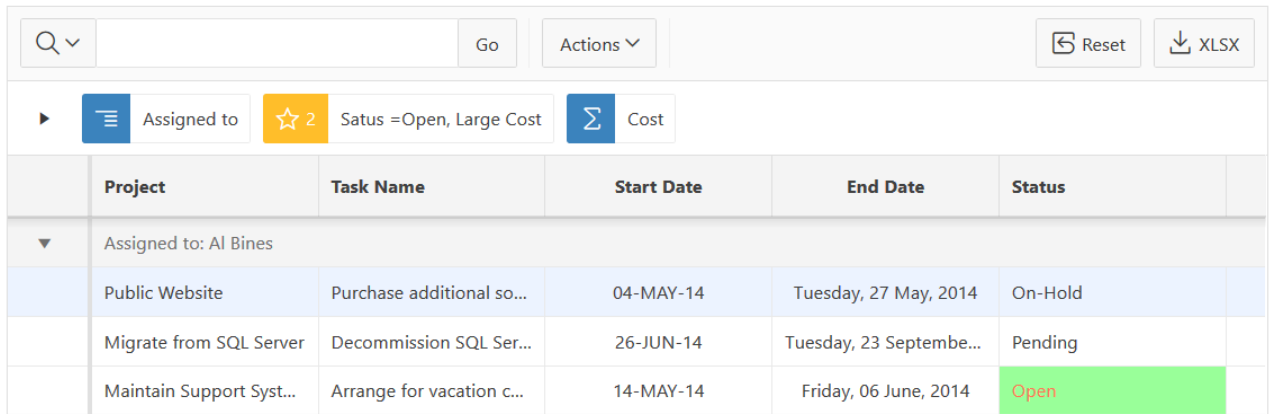 Go Actions Reset XLSX
Assigned to 2 Satus =Open, Large Cost Cost
Project Task Name Start Date End Date Status
Assigned to: Al Bines
Public Website Purchase additional so... 04-MAY-14 Tuesday, 27 May, 2014 On-Hold
Migrate from SQL Server Decommission SQL Ser... 26-JUN-14 Tuesday, 23 Septembe... Pending
Maintain Support Syst... Arrange for vacation c... 14-MAY-14 Friday, 06 June, 2014 Open